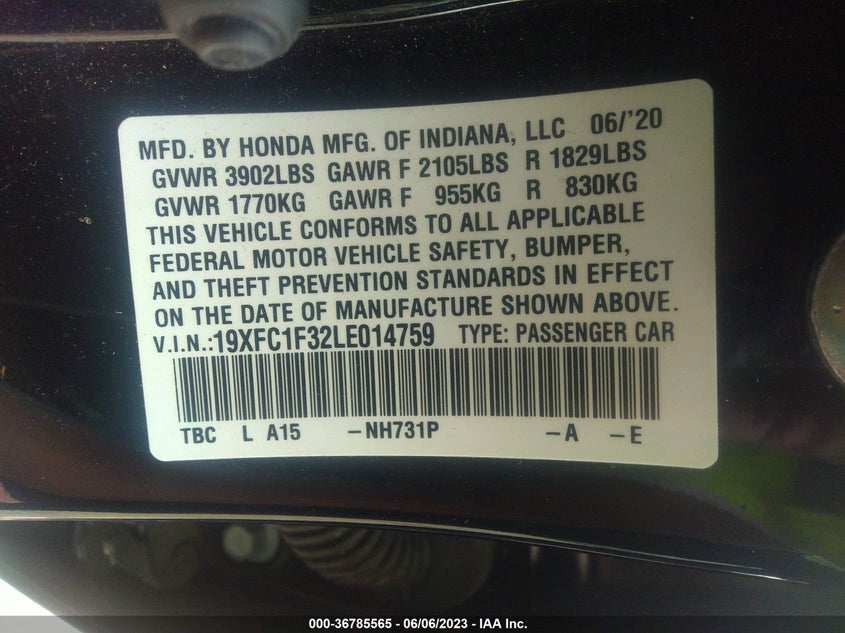 MFD. BY HONDA MFG. OF INDIANA, LLC 06/'20
GVWR 3902LBS GAWR F 2105LBS R 1829LBS
GVWR 1770KG GAWR F 955KG R 830KG
THIS VEHICLE CONFORMS TO ALL APPLICABLE
FEDERAL MOTOR VEHICLE SAFETY, BUMPER,
AND THEFT PREVENTION STANDARDS IN EFFECT
ON THE DATE OF MANUFACTURE SHOWN ABOVE.
V.I.N.:19XFC1F32LE014759 TYPE: PASSENGER CAR
TBC L A15 –NH731P –A –E
000-36785565 - 06/06/2023 - IAA Inc.